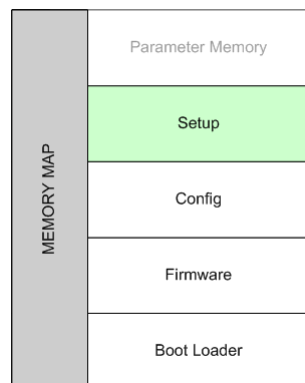 MEMORY MAP
Parameter Memory
Setup
Config
Firmware
Boot Loader